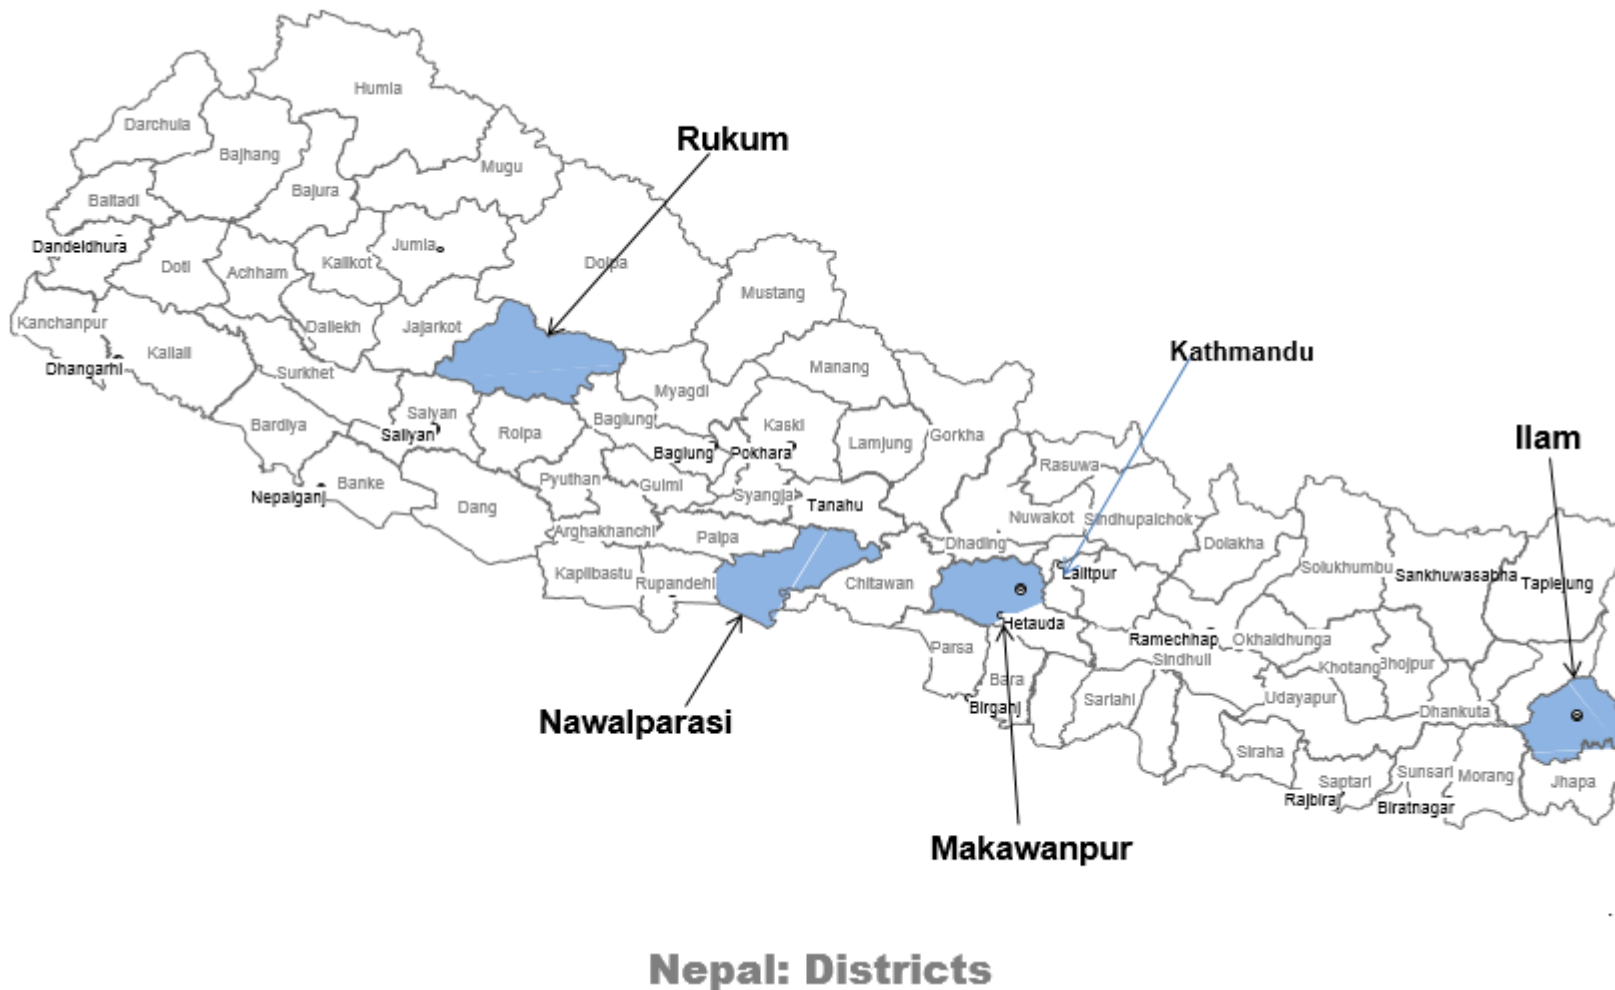 Humla
Darchula
Rukum
Bajhang
Mugu
Bajura
Baitadi
Dandeldhura
Jumla
Doti
Kalikot
Dolpa
Achham
Mustang
Kanchanpur
Dailekh
Jajarkot
Kailali
Kathmandu
Dhangarhi
Surkhet
Manang
Myagdi
Salyan
Bardiya
Baglung
Kaski
Rolpa
Saliyan
Lamjung
Gorkha
Ilam
Baglung
Pokhara
Rasuwa
Pyuthan
Banke
Gulmi
Nepalganj
Syangja
Tanahu
Dang
Nuwakot
Sindhupalchok
Arghakhanchi
Palpa
Dhading
Dolakha
Kapilbastu
Rupandehi
Chitawan
Lalitpur
Solukhumbu
Sankhuwasabha
Taplejung
Hetauda
Ramechhap
Okhaldhunga
Parsa
Sindhuli
Khotang
Bhojpur
Bara
Sarlahi
Udayapur
Birganj
Dhankuta
Nawalparasi
Siraha
Saptari
Sunsari
Morang
Jhapa
Rajbiraj
Biratnagar
Makawanpur
Nepal: Districts